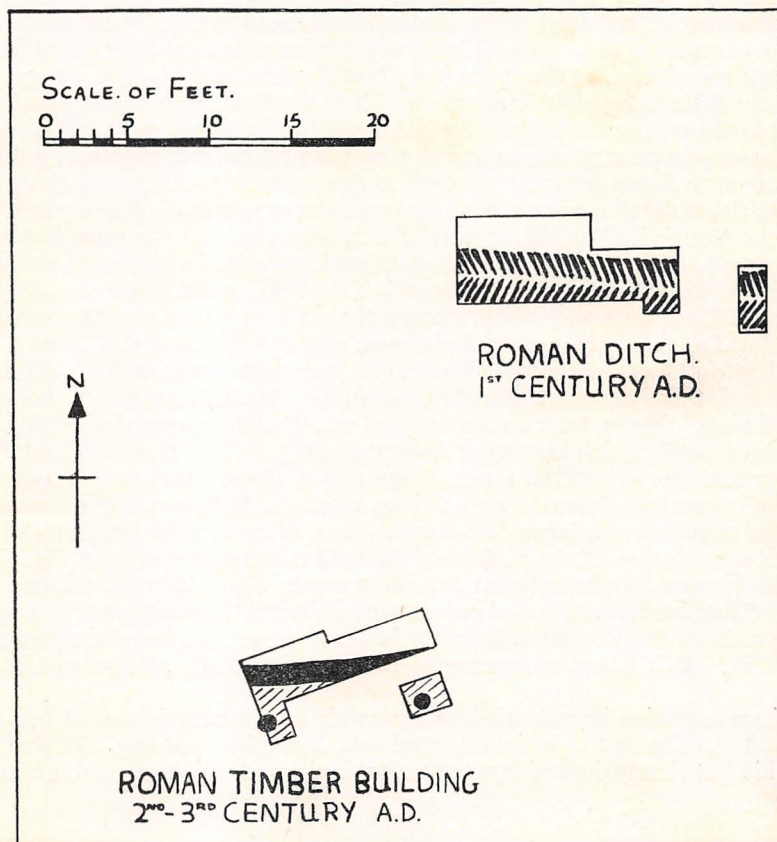 SCALE. OF FEET.
0 5 10 15 20
ROMAN DITCH.
1ST CENTURY A.D.
N
ROMAN TIMBER BUILDING
2ND-3RD CENTURY A.D.